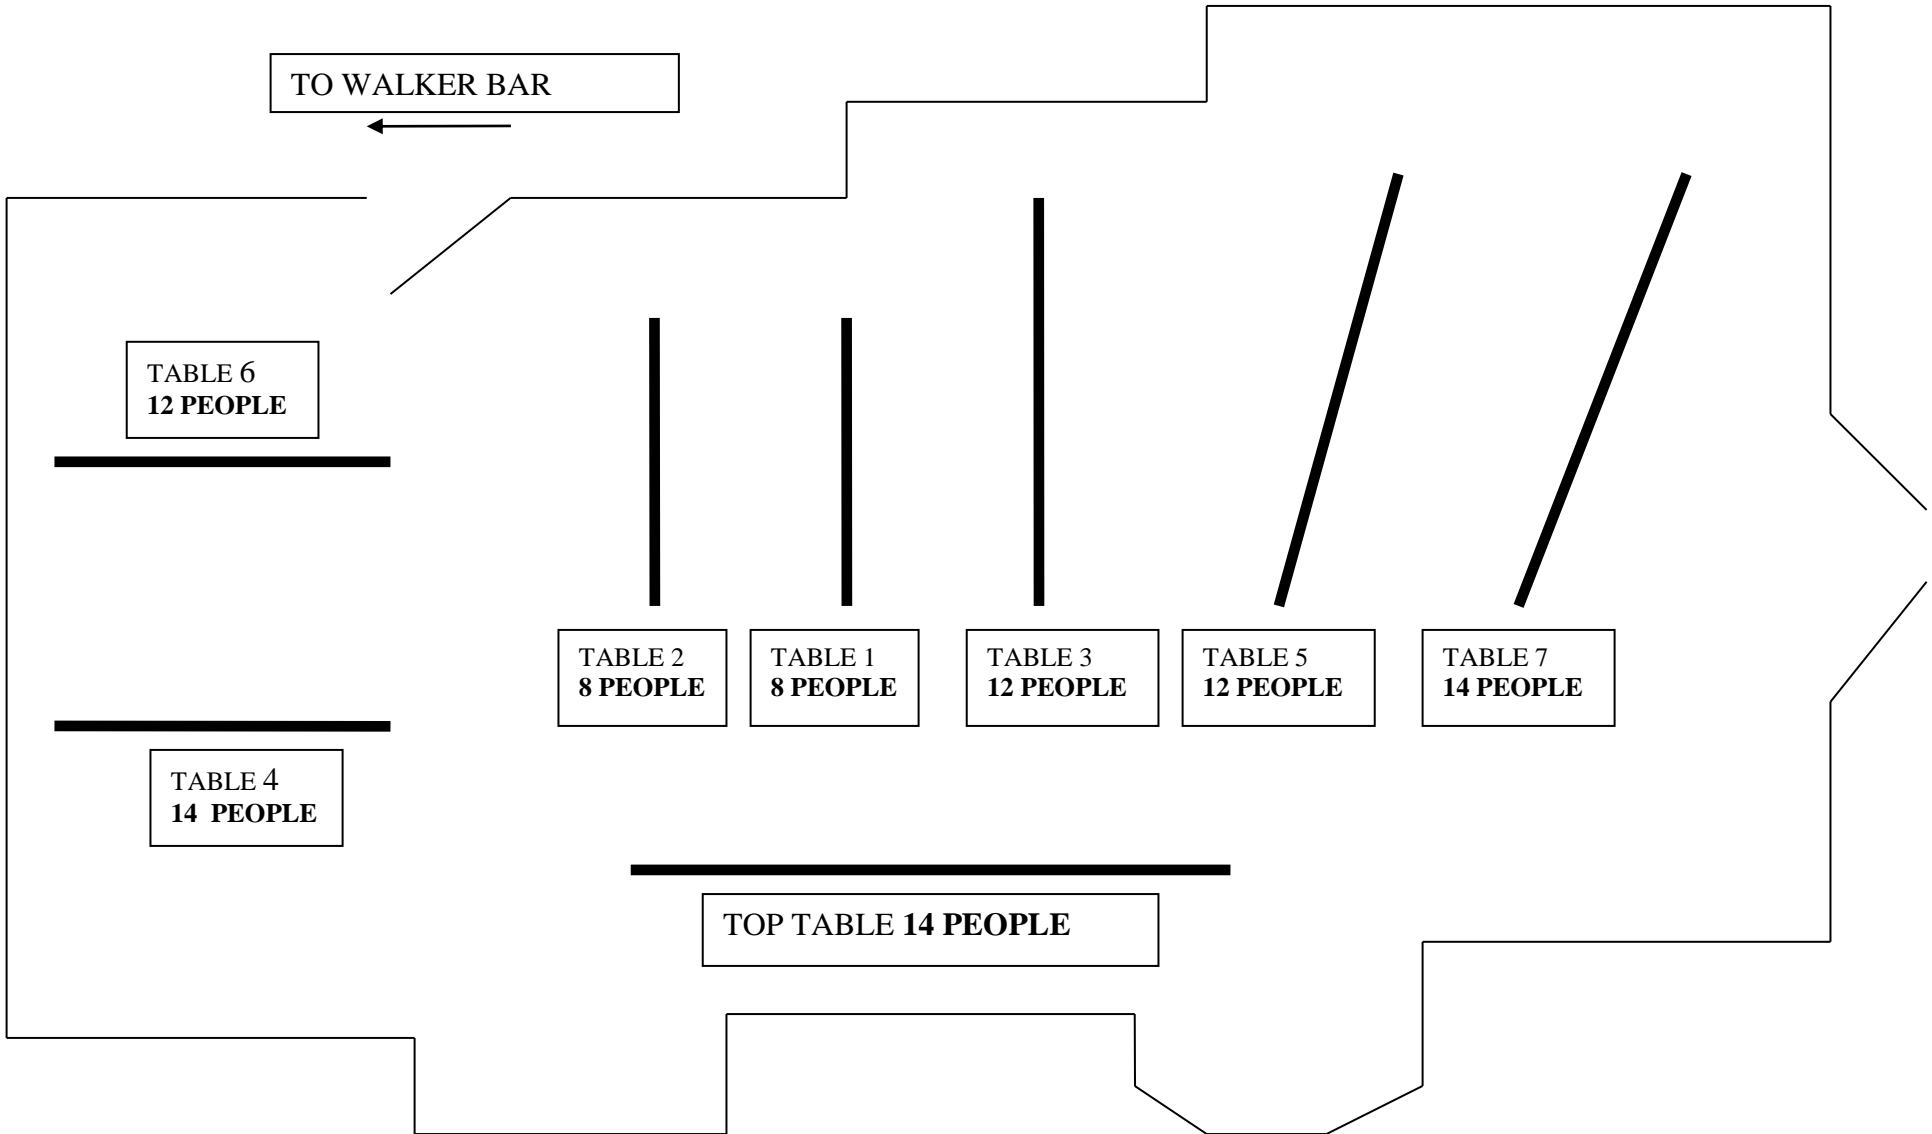 TO WALKER BAR
TABLE 6
12 PEOPLE
TABLE 2
8 PEOPLE
TABLE 1
8 PEOPLE
TABLE 3
12 PEOPLE
TABLE 5
12 PEOPLE
TABLE 7
14 PEOPLE
TABLE 4
14 PEOPLE
TOP TABLE 14 PEOPLE